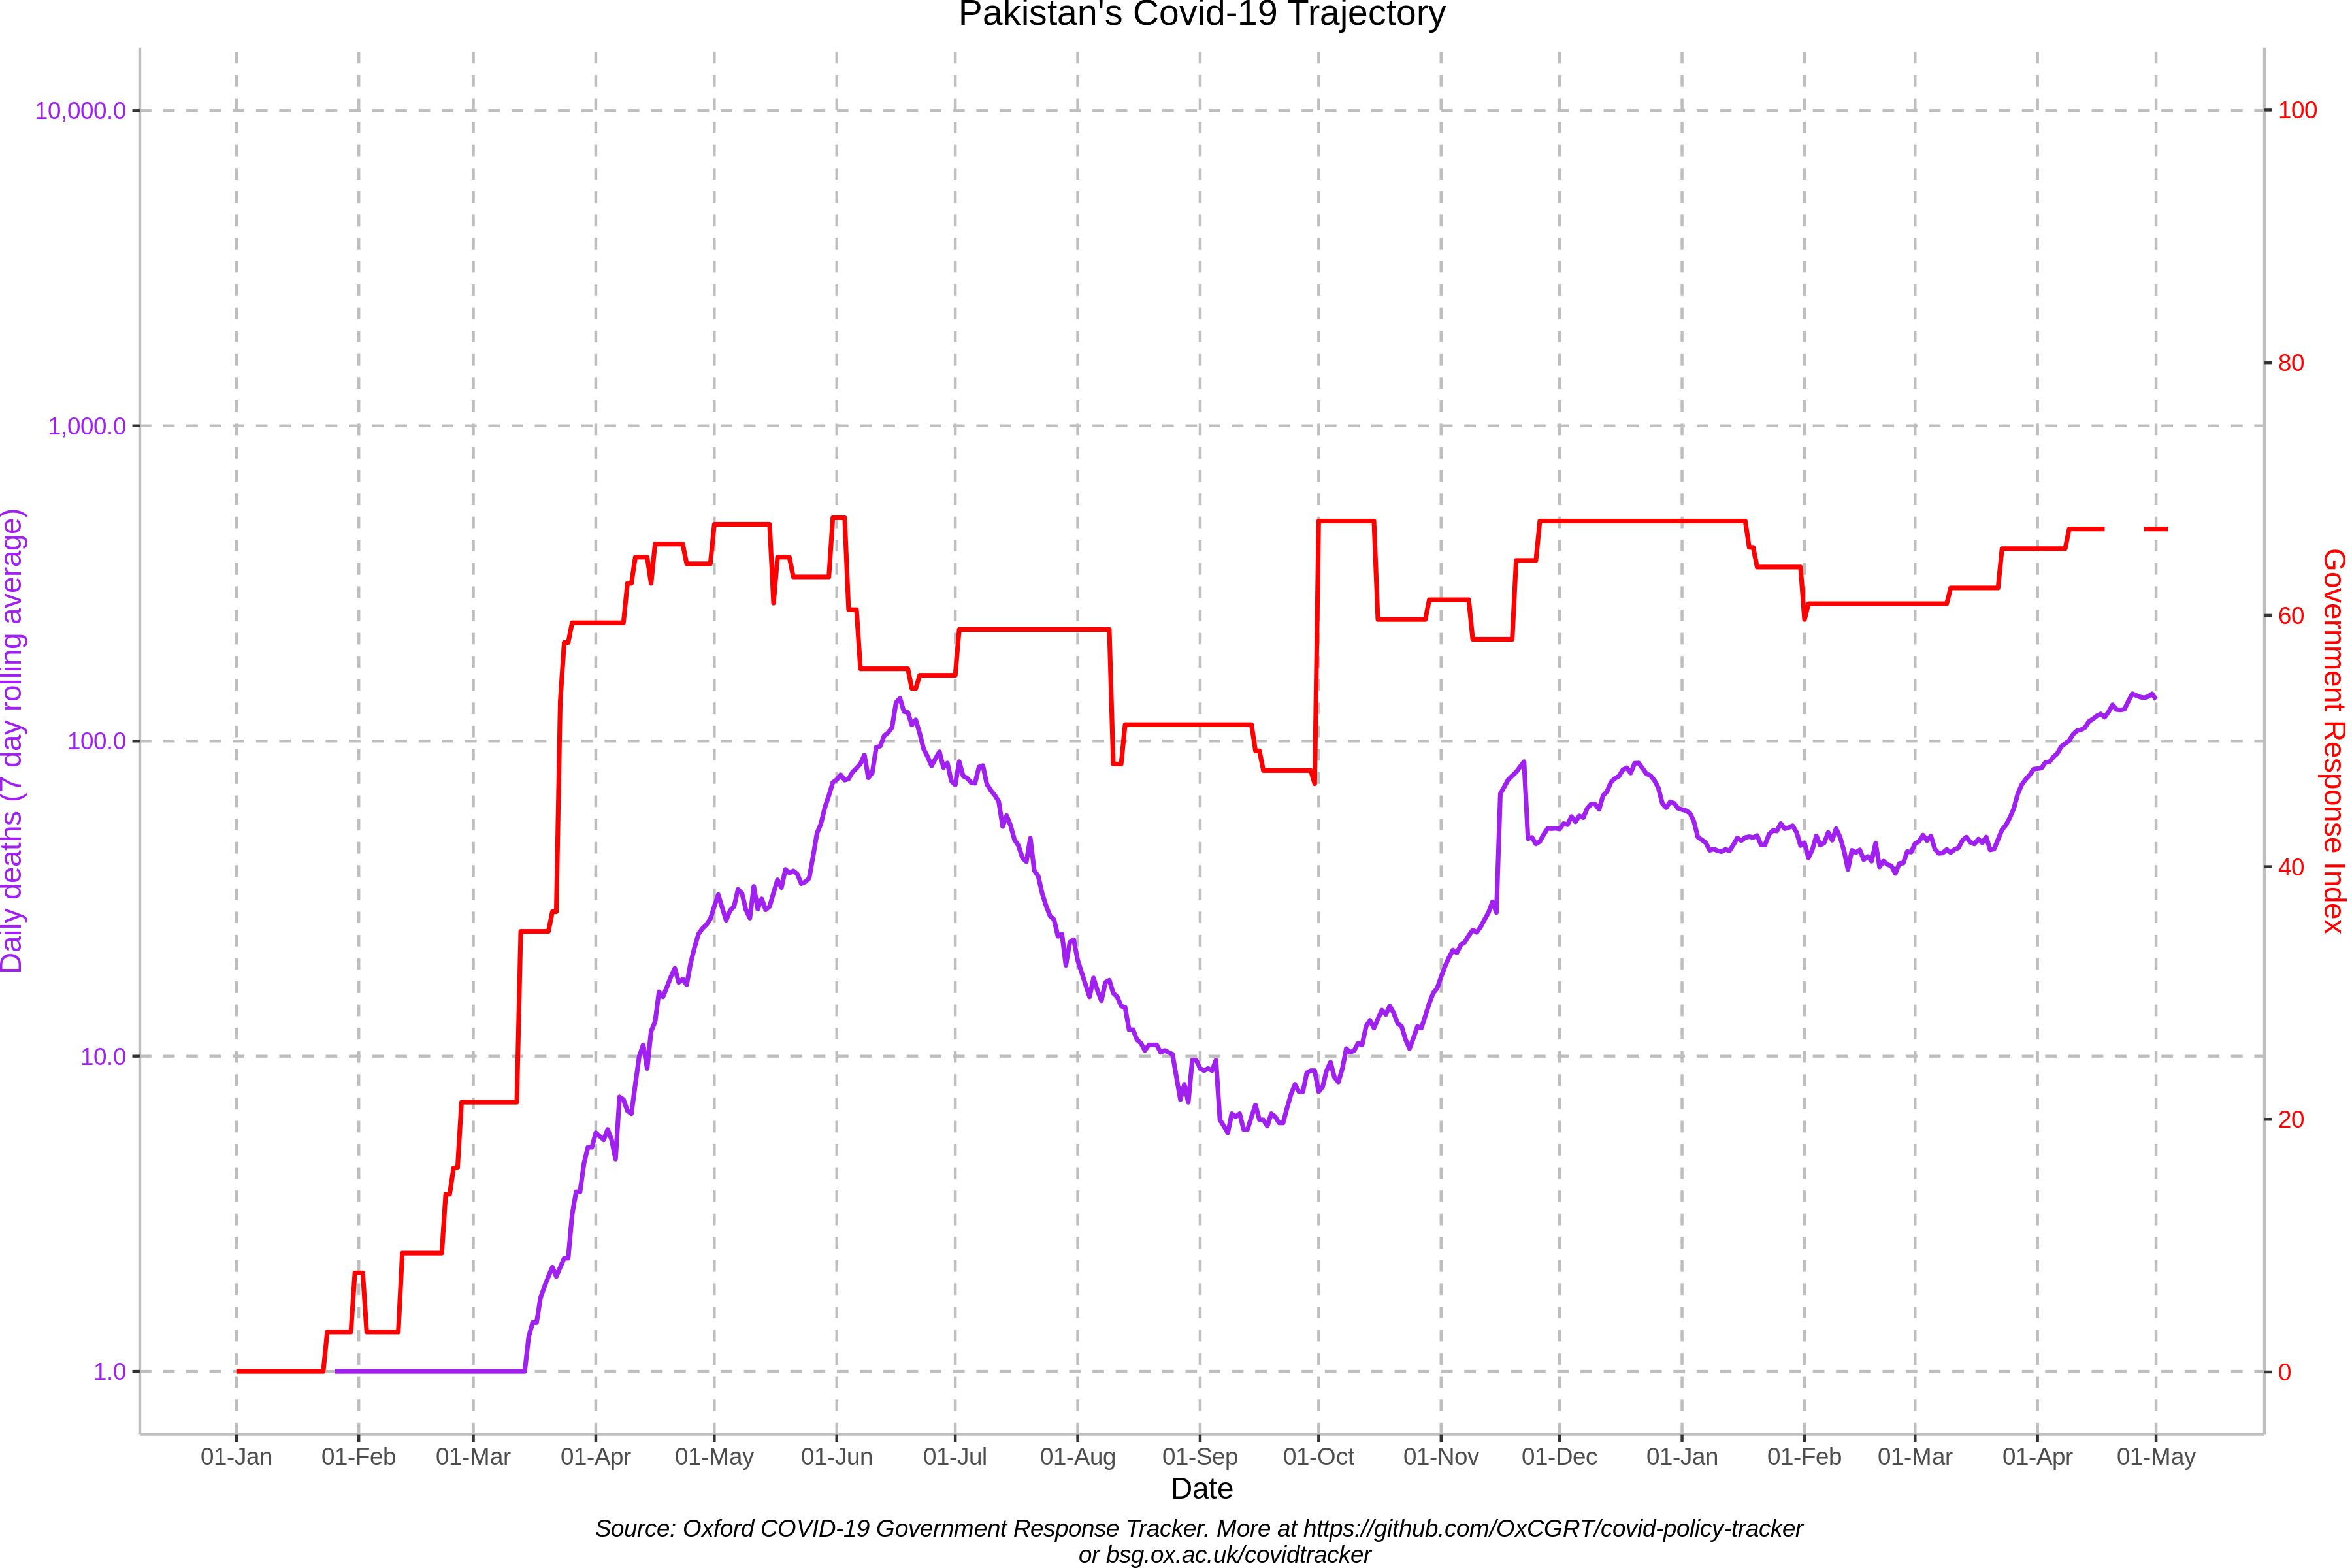 Pakistan's Covid-19 Trajectory
10,000.0
1,000.0
100.0
10.0
1.0
Daily deaths (7 day rolling average)
100
80
60
40
20
0
Government Response Index
01-Jan 01-Feb 01-Mar 01-Apr 01-May 01-Jun 01-Jul 01-Aug 01-Sep 01-Oct 01-Nov 01-Dec 01-Jan 01-Feb 01-Mar 01-Apr 01-May
Date
Source: Oxford COVID-19 Government Response Tracker. More at https://github.com/OxCGRT/covid-policy-tracker
or bsg.ox.ac.uk/covidtracker